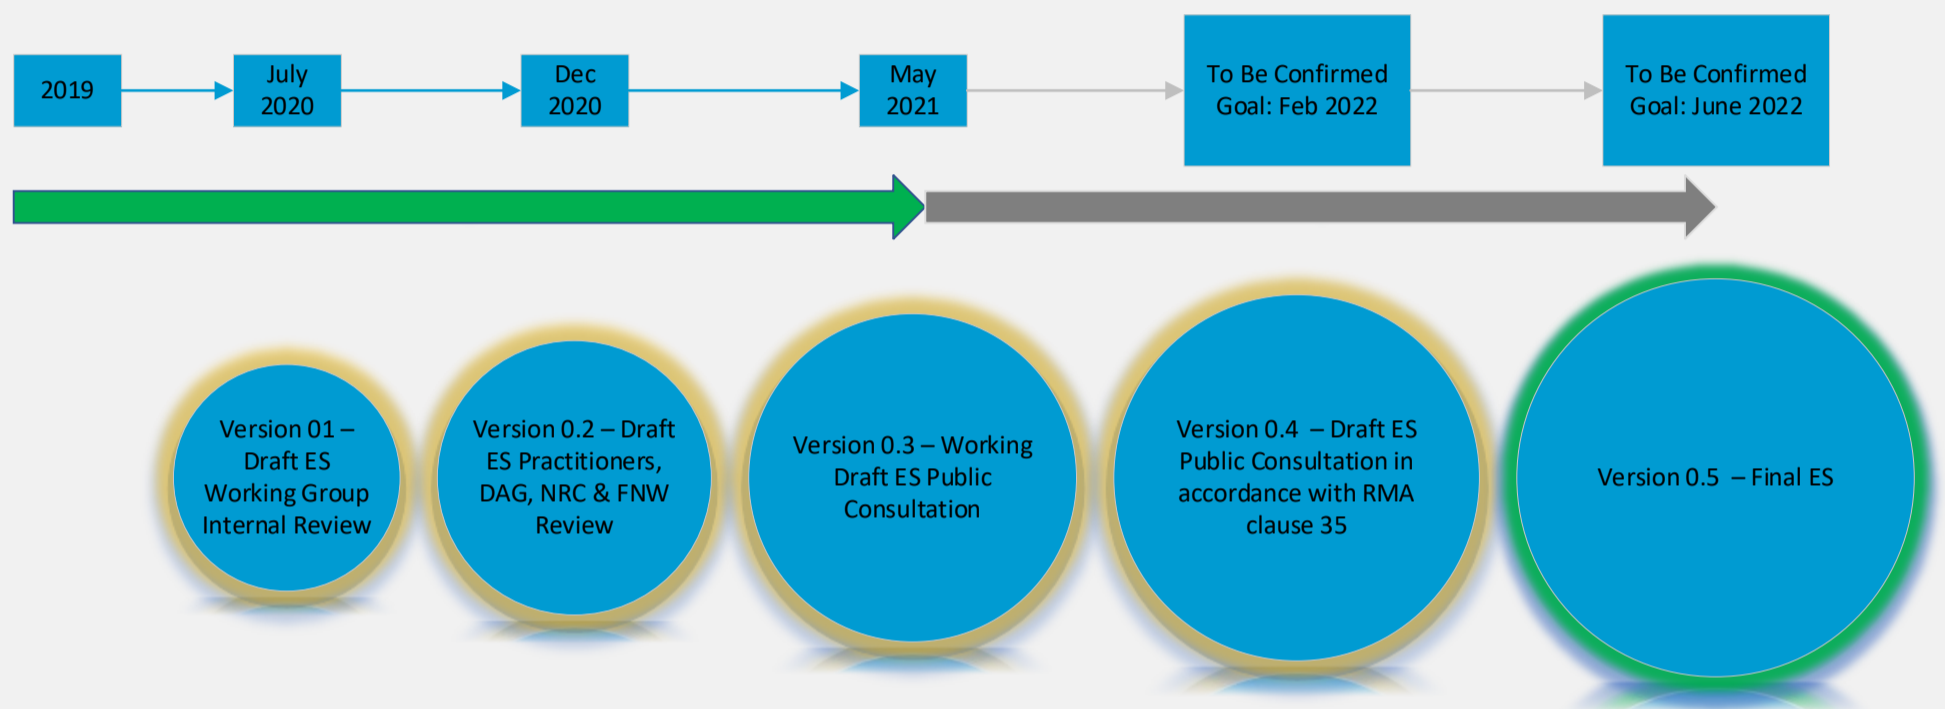 2019
July
2020
Dec
2020
May
2021
To Be Confirmed
Goal: Feb 2022
To Be Confirmed
Goal: June 2022
Version 01 –
Draft ES
Working Group
Internal Review
Version 0.2 – Draft
ES Practitioners,
DAG, NRC & FNW
Review
Version 0.3 – Working
Draft ES Public
Consultation
Version 0.4  – Draft ES
Public Consultation in
accordance with RMA
clause 35
Version 0.5  – Final ES